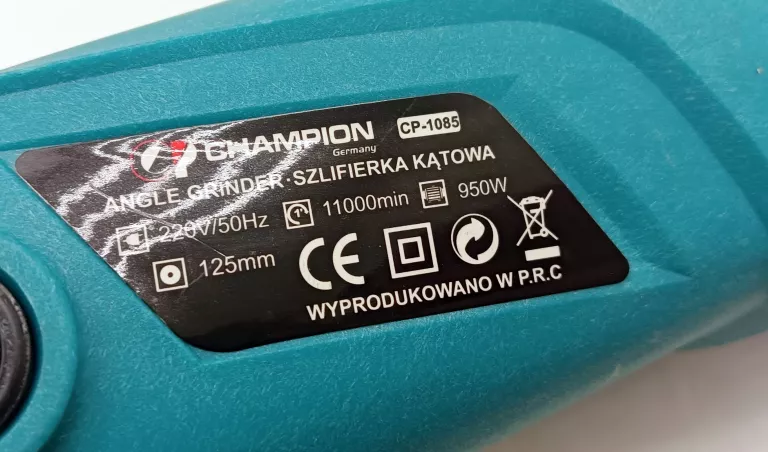 CHAMPION
Germany
CP-1085
ANGLE GRINDER·SZLIFIERKA KĄTOWA
220V/50Hz 11000min 950W
125mm CE
WYPRODUKOWANO W P.R.C